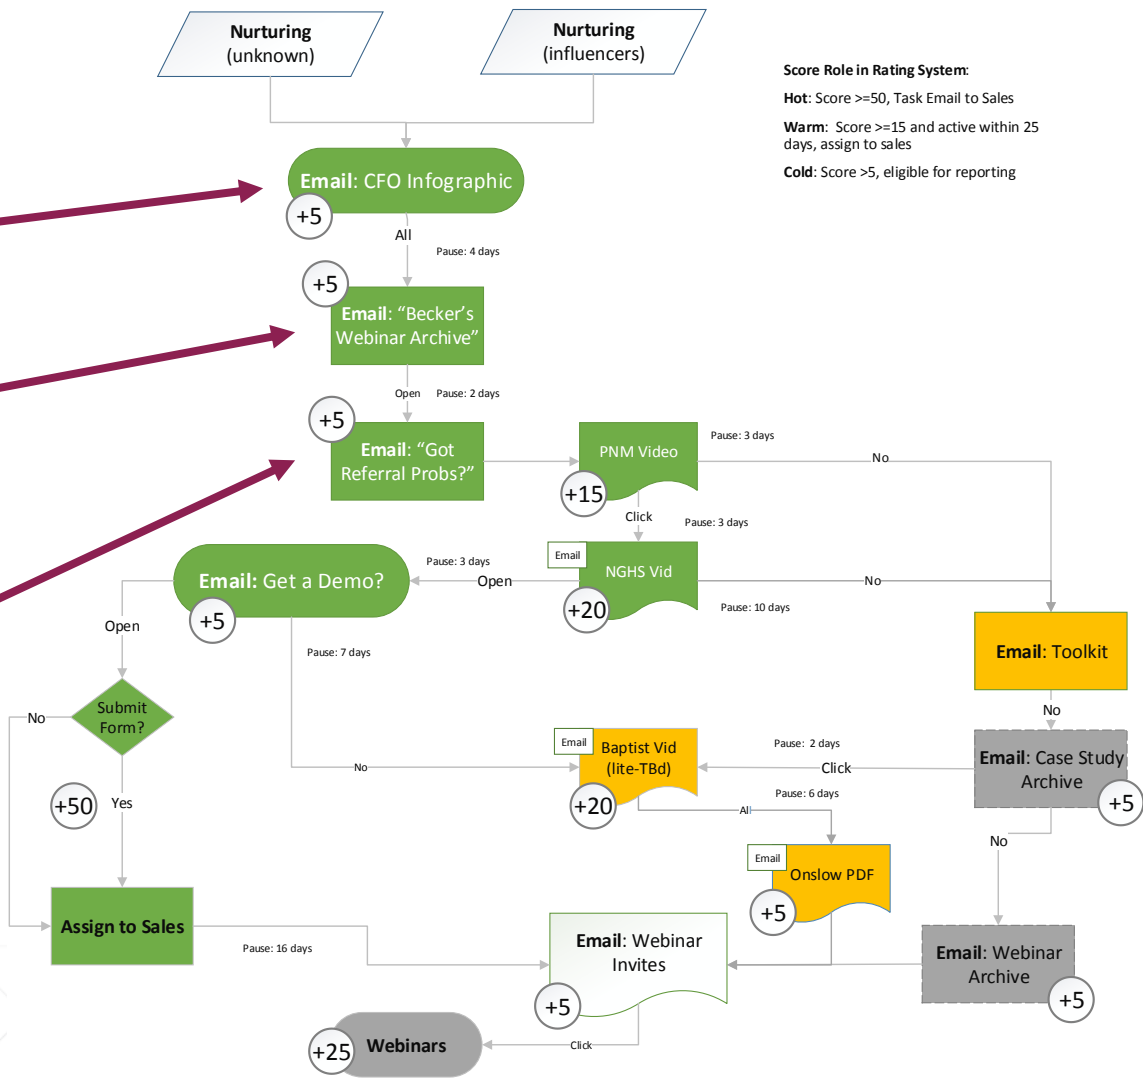 Nurturing
(unknown)
Nurturing
(influencers)
Score Role in Rating System:
Hot: Score >=50, Task Email to Sales
Warm: Score >=15 and active within 25
days, assign to sales
Cold: Score >5, eligible for reporting
Email: CFO Infographic
+5
All
Pause: 4 days
+5
Email: “Becker’s
Webinar Archive”
Open
Pause: 2 days
+5
Email: “Got
Referral Probs?”
PNM Video
+15
Pause: 3 days
No
Click
Pause: 3 days
Email
NGHS Vid
+20
No
Pause: 10 days
Pause: 3 days
Open
Email: Get a Demo?
+5
Open
Pause: 7 days
Email: Toolkit
No
Submit
Form?
No
Yes
+50
No
Email
Baptist Vid
(lite-TBd)
+20
Pause: 2 days
Click
Email: Case Study
Archive
+5
Pause: 6 days
All
No
Email
Onslow PDF
+5
Assign to Sales
Pause: 16 days
Email: Webinar
Invites
+5
Email: Webinar
Archive
+5
Click
Webinars
+25